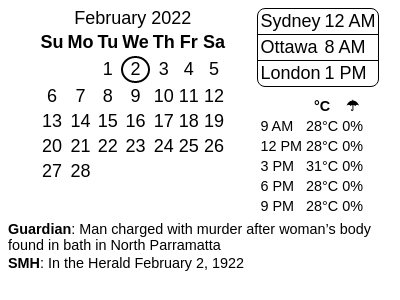 February 2022
Su Mo Tu We Th Fr Sa
1 2 3 4 5
6 7 8 9 10 11 12
13 14 15 16 17 18 19
20 21 22 23 24 25 26
27 28
Sydney 12 AM
Ottawa 8 AM
London 1 PM
°C ☂
9 AM 28°C 0%
12 PM 28°C 0%
3 PM 31°C 0%
6 PM 28°C 0%
9 PM 28°C 0%
Guardian: Man charged with murder after woman’s body
found in bath in North Parramatta
SMH: In the Herald February 2, 1922